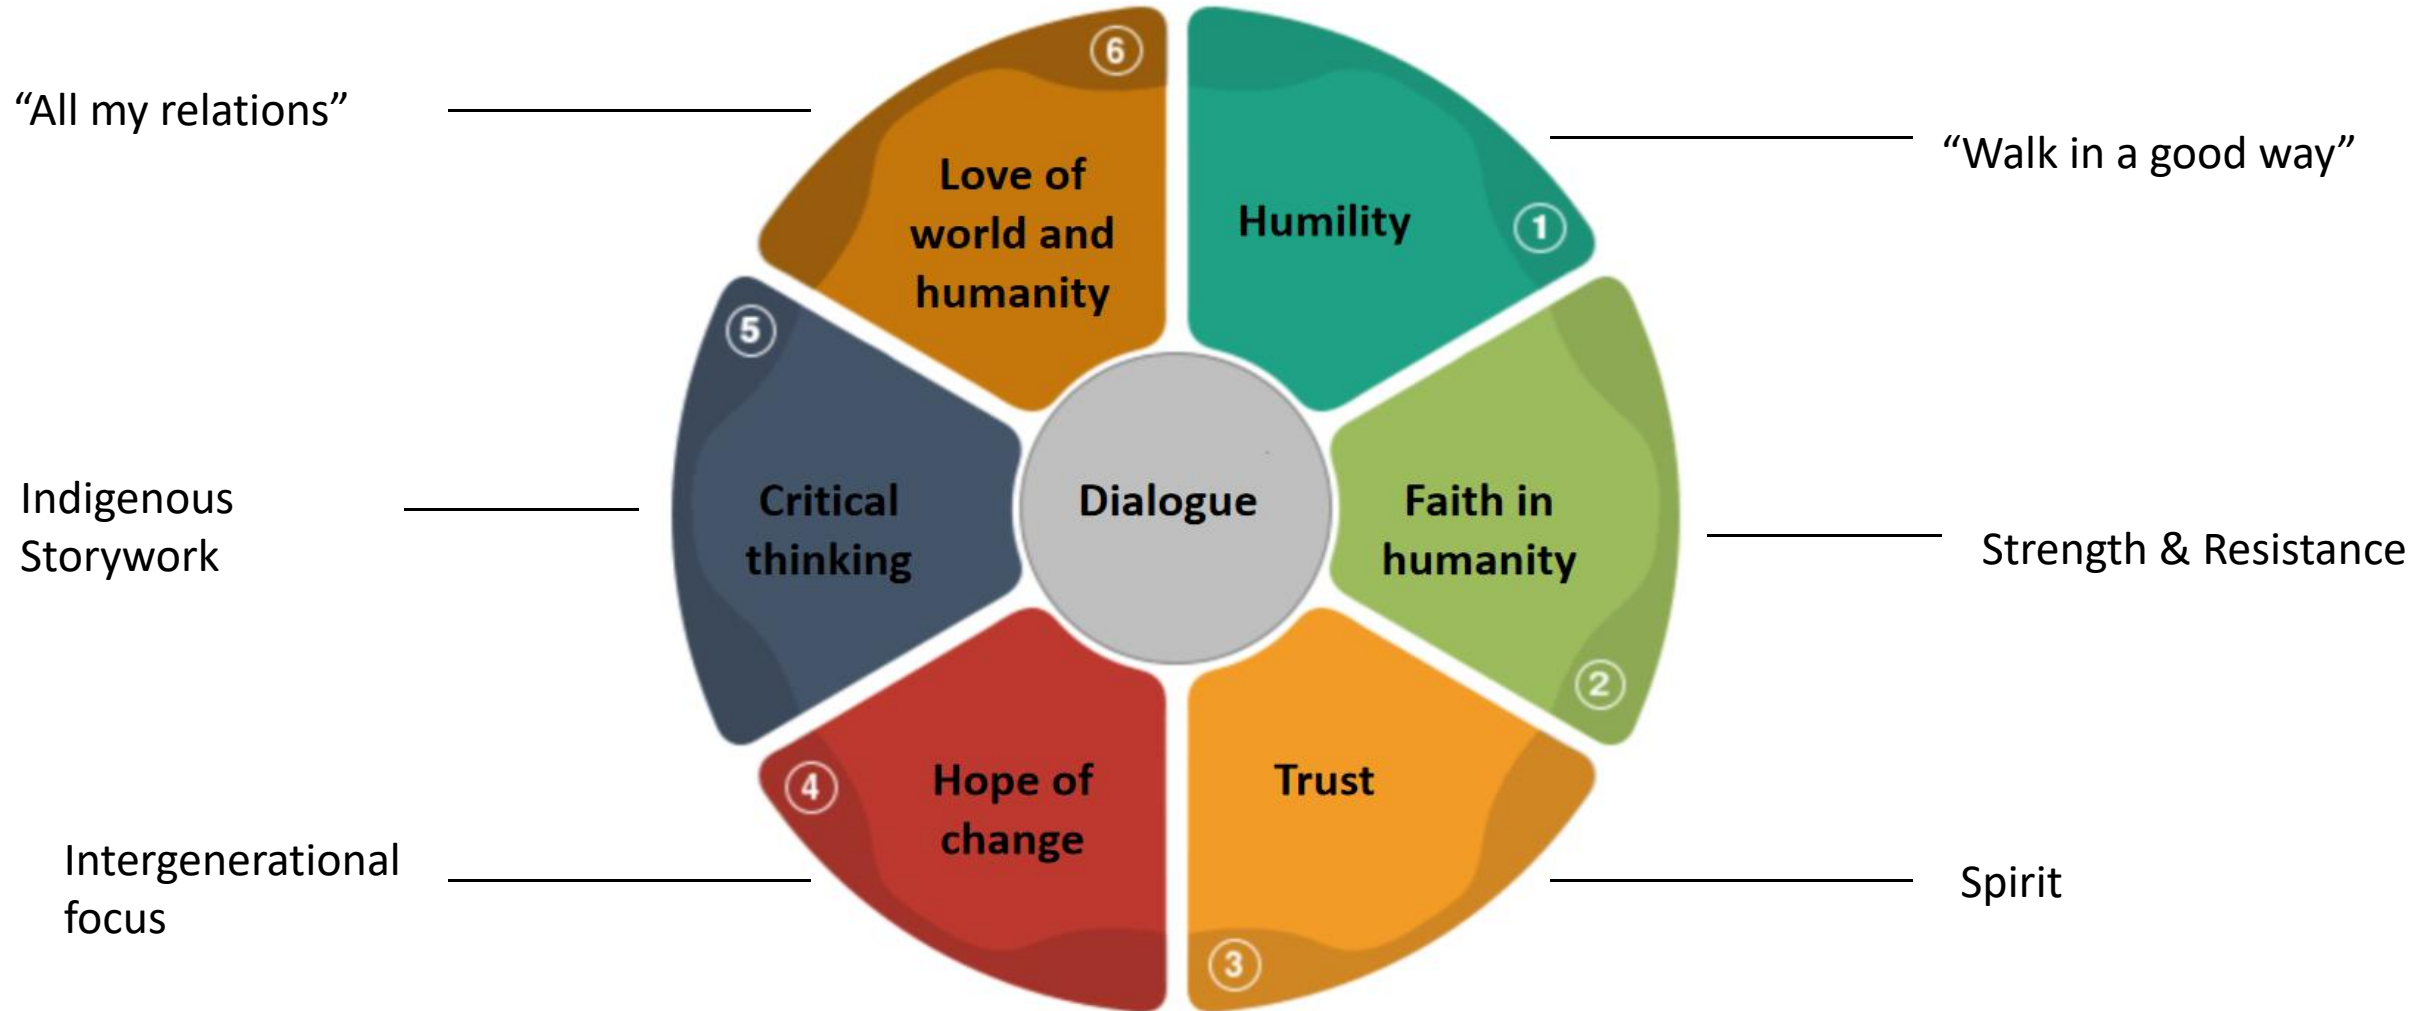 “All my relations”
6
Love of
world and
humanity
Humility
1
“Walk in a good way”
5
Critical
thinking
Indigenous
Storywork
Dialogue
Faith in
humanity
2
Strength & Resistance
4
Hope of
change
Intergenerational
focus
Trust
3
Spirit